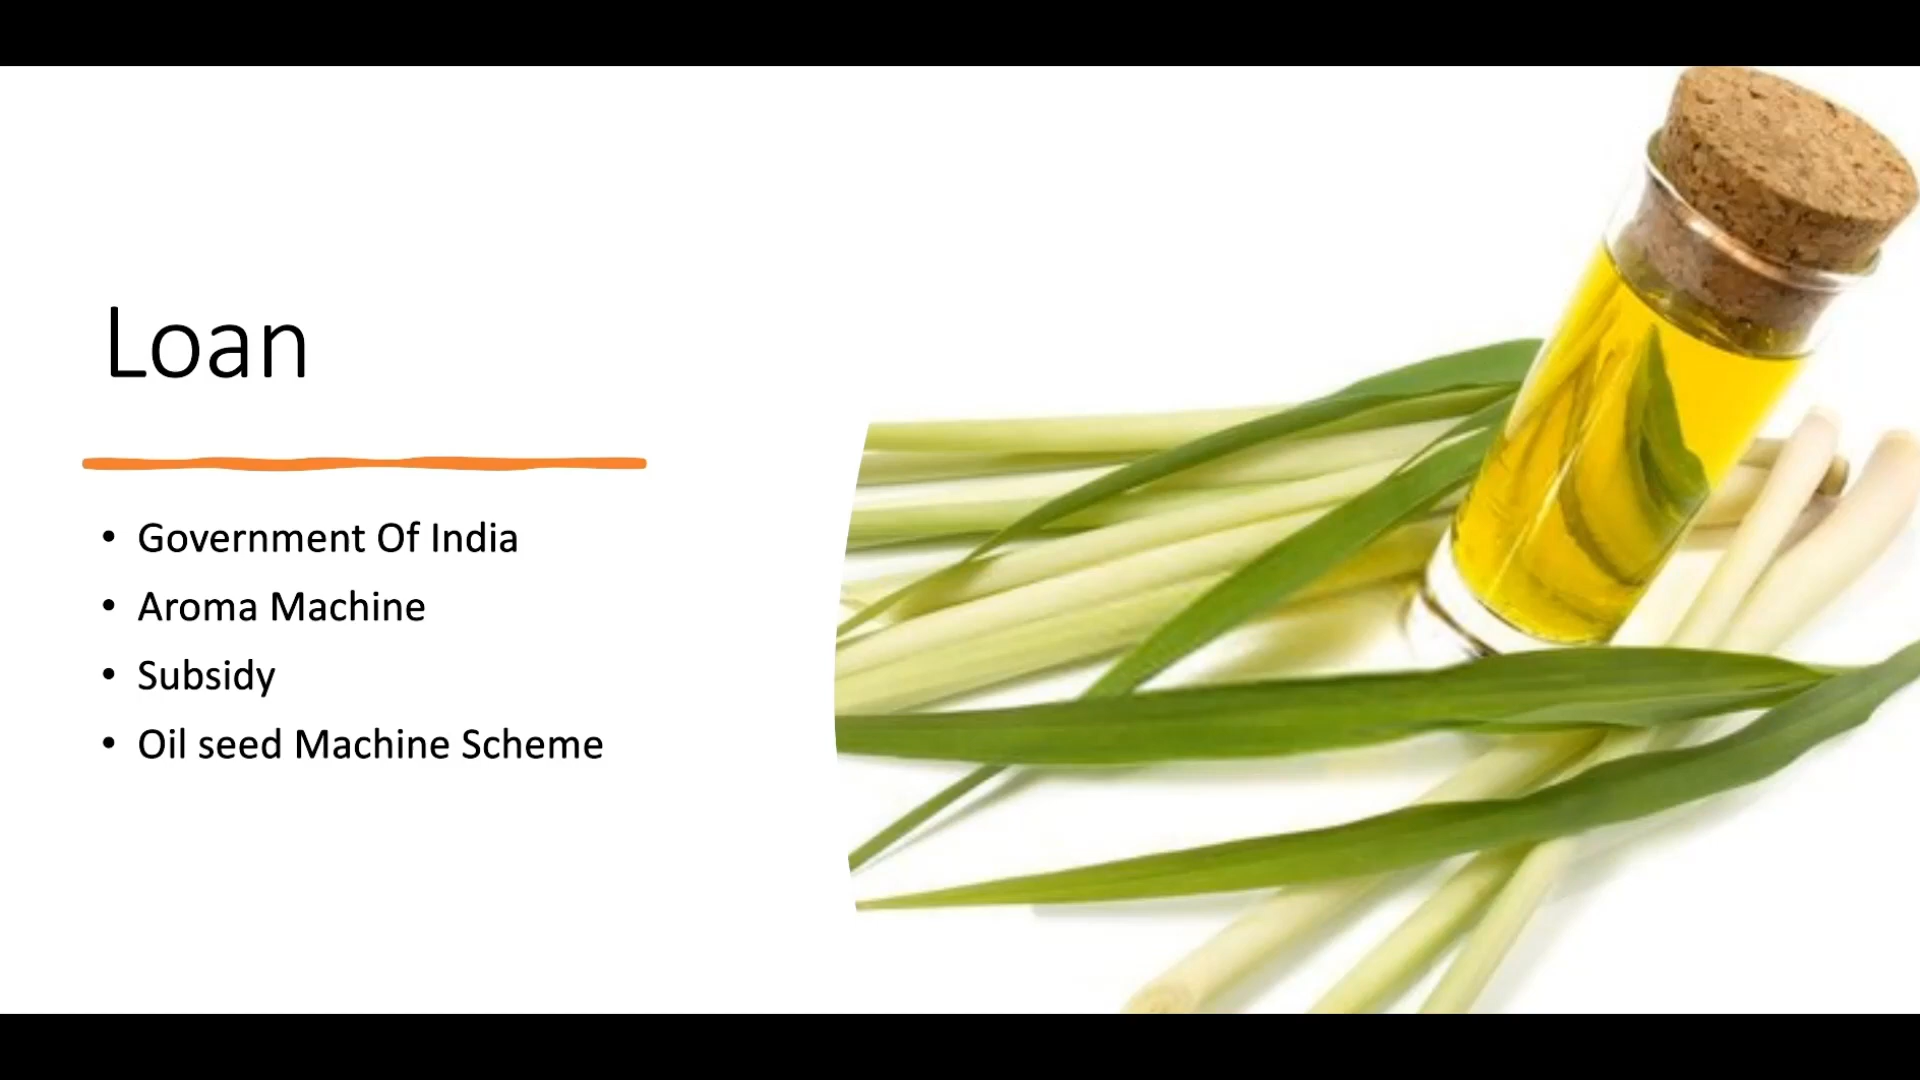 Loan
• Government Of India
• Aroma Machine
• Subsidy
• Oil seed Machine Scheme